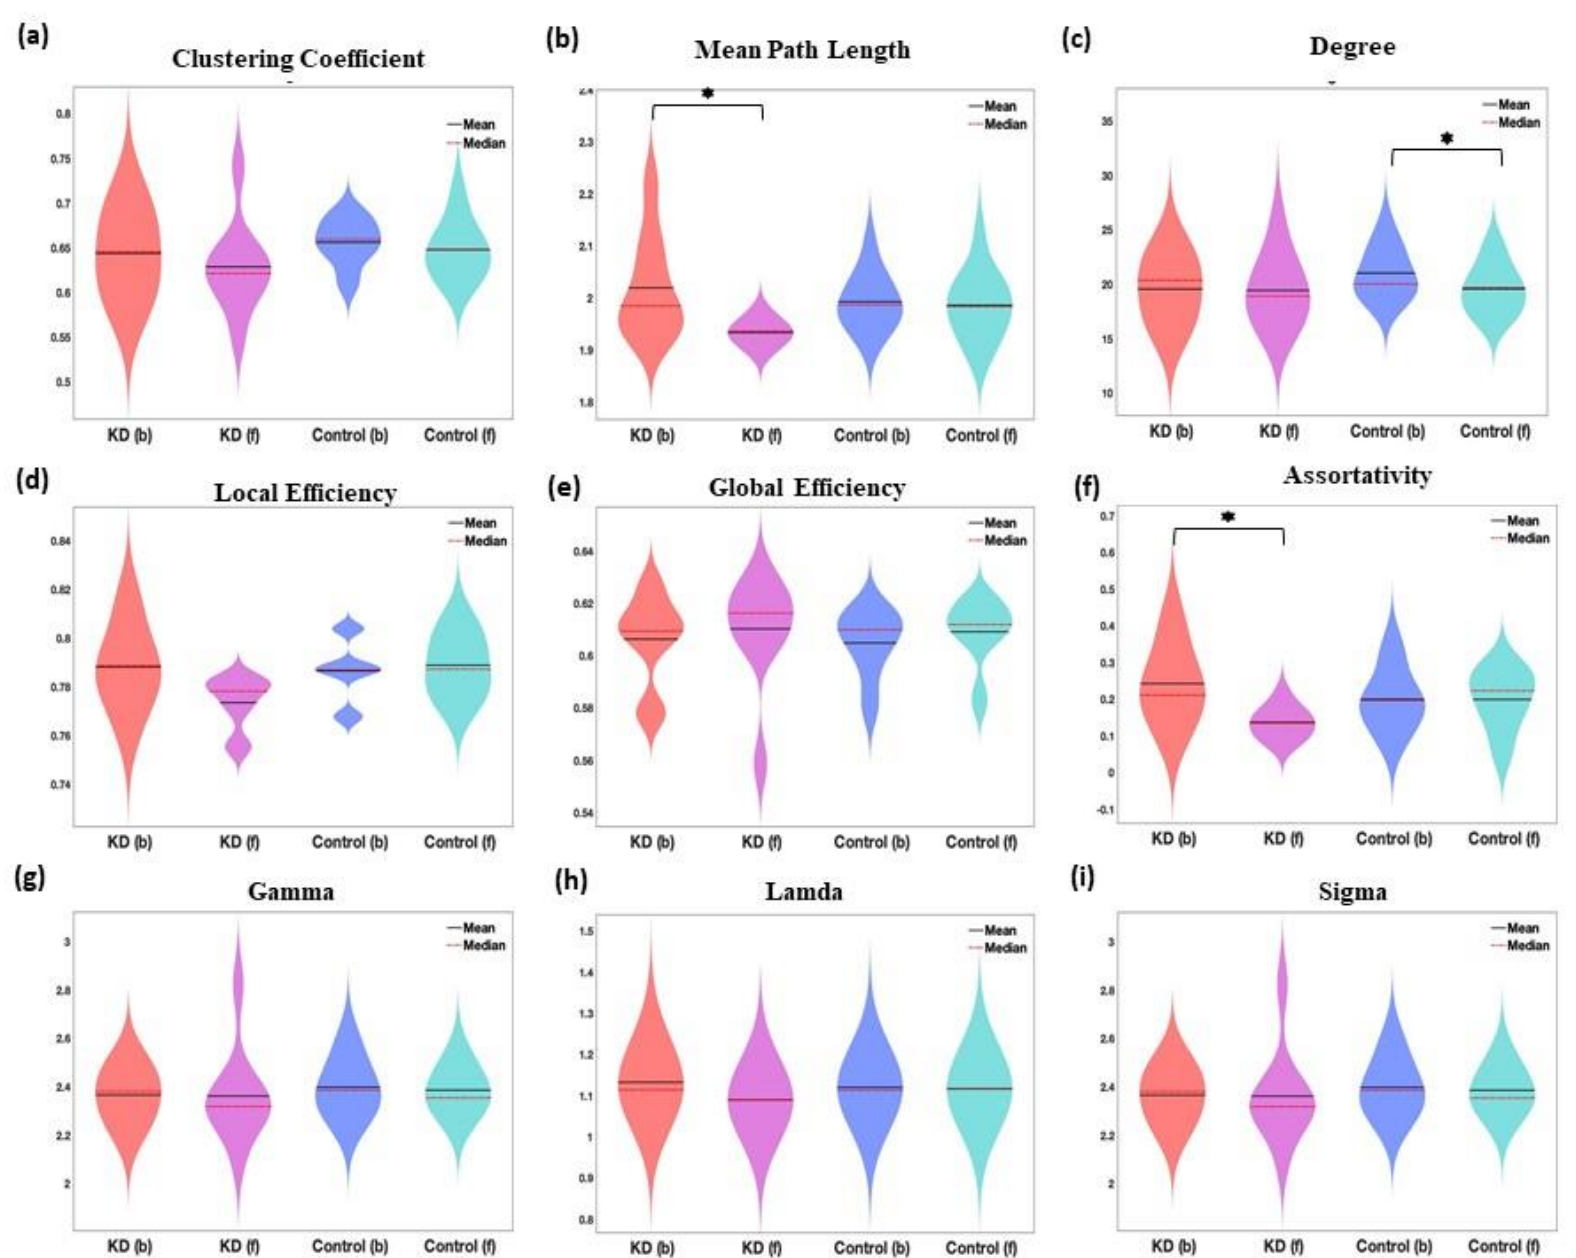 (a)
Clustering Coefficient
Mean
Median
0.8
0.75
0.7
0.65
0.6
0.55
0.5
KD (b) KD (f) Control (b) Control (f)
(b)
Mean Path Length
*
Mean
Median
2.4
2.3
2.2
2.1
2
1.9
1.8
KD (b) KD (f) Control (b) Control (f)
(c)
Degree
*
Mean
Median
35
30
25
20
15
10
KD (b) KD (f) Control (b) Control (f)
(d)
Local Efficiency
Mean
Median
0.84
0.82
0.8
0.78
0.76
0.74
KD (b) KD (f) Control (b) Control (f)
(e)
Global Efficiency
Mean
Median
0.64
0.62
0.6
0.58
0.56
0.54
KD (b) KD (f) Control (b) Control (f)
(f)
Assortativity
*
Mean
Median
0.7
0.6
0.5
0.4
0.3
0.2
0.1
0
-0.1
KD (b) KD (f) Control (b) Control (f)
(g)
Gamma
Mean
Median
3
2.8
2.6
2.4
2.2
2
KD (b) KD (f) Control (b) Control (f)
(h)
Lamda
Mean
Median
1.5
1.4
1.3
1.2
1.1
1
0.9
0.8
KD (b) KD (f) Control (b) Control (f)
(i)
Sigma
Mean
Median
3
2.8
2.6
2.4
2.2
2
KD (b) KD (f) Control (b) Control (f)